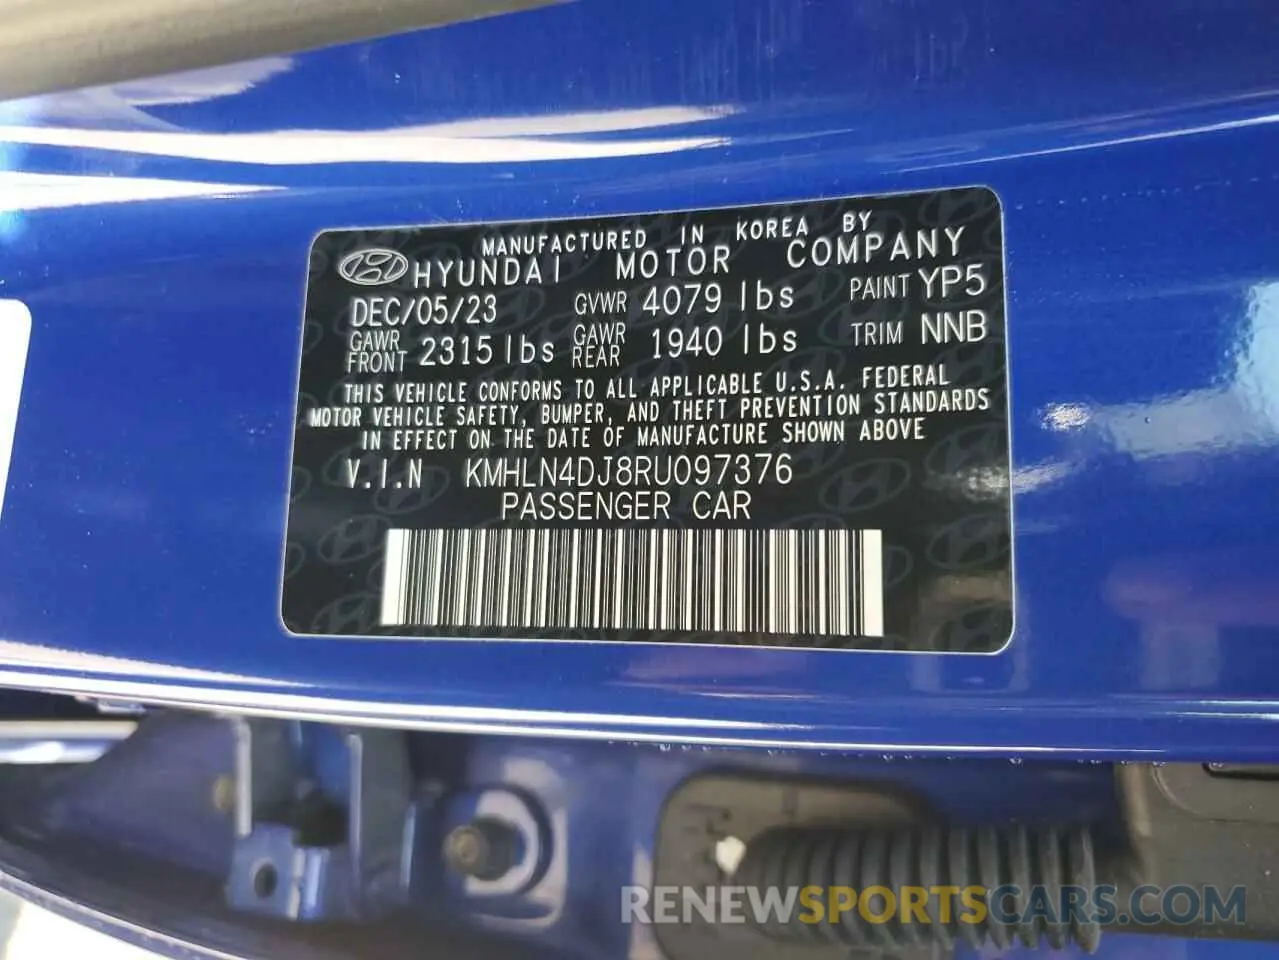 MANUFACTURED IN KOREA BY
HYUNDAI MOTOR COMPANY
DEC/05/23 GVWR 4079 lbs PAINT YP5
GAWR FRONT 2315 lbs GAWR REAR 1940 lbs TRIM NNB
THIS VEHICLE CONFORMS TO ALL APPLICABLE U.S.A. FEDERAL
MOTOR VEHICLE SAFETY, BUMPER, AND THEFT PREVENTION STANDARDS
IN EFFECT ON THE DATE OF MANUFACTURE SHOWN ABOVE
V.I.N KMHLN4DJ8RU097376
PASSENGER CAR
RENEWSPORTSCARS.COM